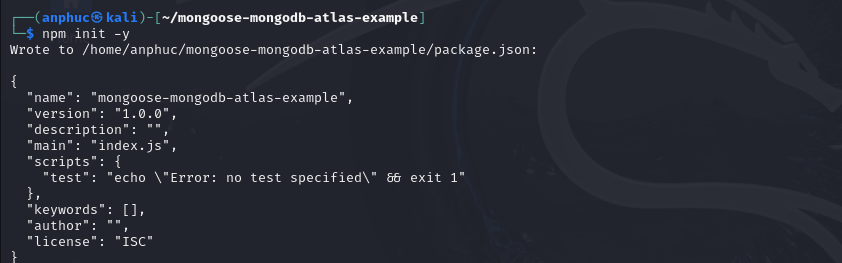 ┌──(anphuc㉿kali)-[~/mongoose-mongodb-atlas-example]
└─$ npm init -y
Wrote to /home/anphuc/mongoose-mongodb-atlas-example/package.json:

{
  "name": "mongoose-mongodb-atlas-example",
  "version": "1.0.0",
  "description": "",
  "main": "index.js",
  "scripts": {
    "test": "echo \"Error: no test specified\" && exit 1"
  },
  "keywords": [],
  "author": "",
  "license": "ISC"
}